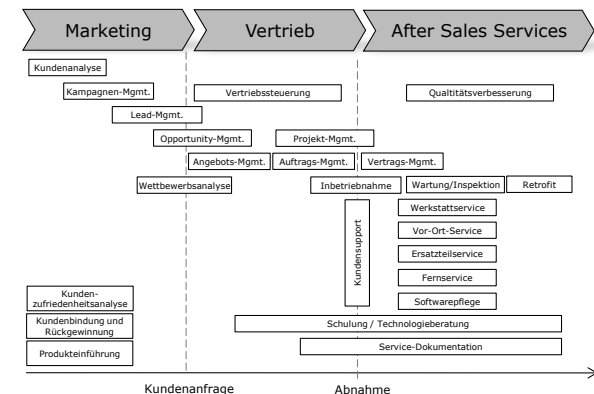 Marketing
Vertrieb
After Sales Services
Kundenanalyse
Kampagnen-Mgmt.
Vertriebssteuerung
Qualtitätsverbesserung
Lead-Mgmt.
Opportunity-Mgmt.
Projekt-Mgmt.
Angebots-Mgmt.
Auftrags-Mgmt.
Vertrags-Mgmt.
Wettbewerbsanalyse
Inbetriebnahme
Wartung/Inspektion
Retrofit
Kundensupport
Werkstattservice
Vor-Ort-Service
Ersatzteilservice
Fernservice
Softwarepflege
Kunden-
zufriedenheitsanalyse
Kundenbindung und
Rückgewinnung
Schulung / Technologieberatung
Produkteinführung
Service-Dokumentation
Kundenanfrage
Abnahme